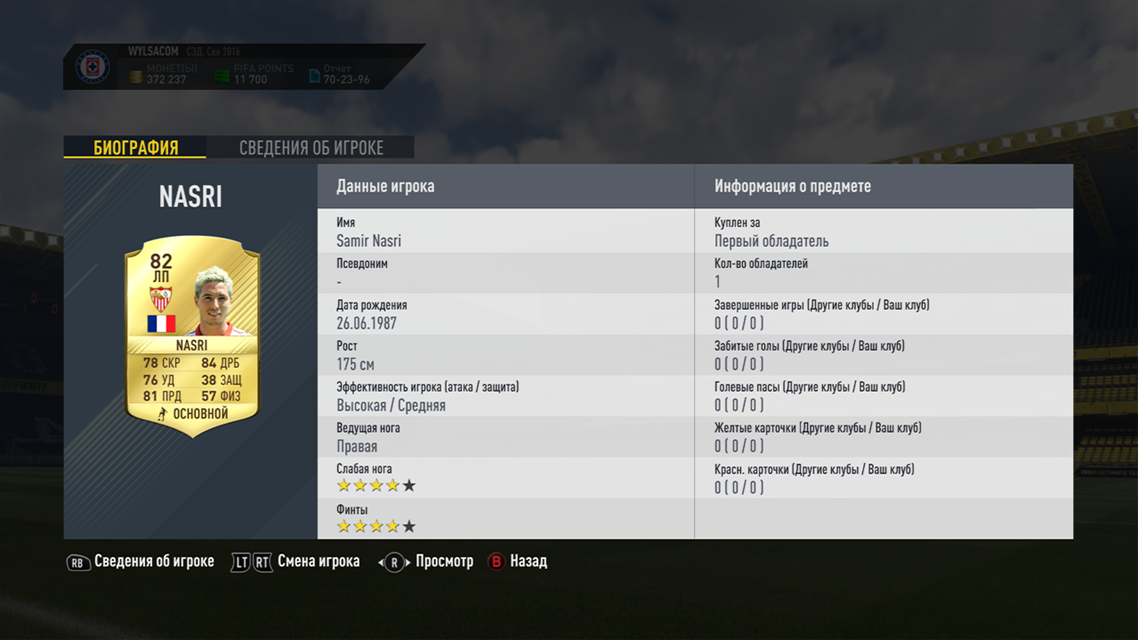 WYLSACOM СЗД. Сен 2016
МОНЕТ(Ы) FIFA POINTS Отчет
372 237 11 700 70-23-96
БИОГРАФИЯ СВЕДЕНИЯ ОБ ИГРОКЕ
NASRI
82
ЛП
NASRI
78 СКР 84 ДРБ
76 УД 38 ЗАЩ
81 ПРД 57 ФИЗ
ОСНОВНОЙ
Данные игрока
Имя
Samir Nasri
Псевдоним
-
Дата рождения
26.06.1987
Рост
175 см
Эффективность игрока (атака / защита)
Высокая / Средняя
Ведущая нога
Правая
Слабая нога
Финты
Информация о предмете
Куплен за
Первый обладатель
Кол-во обладателей
1
Завершенные игры (Другие клубы / Ваш клуб)
0 ( 0 / 0 )
Забитые голы (Другие клубы / Ваш клуб)
0 ( 0 / 0 )
Голевые пасы (Другие клубы / Ваш клуб)
0 ( 0 / 0 )
Желтые карточки (Другие клубы / Ваш клуб)
0 ( 0 / 0 )
Красн. карточки (Другие клубы / Ваш клуб)
0 ( 0 / 0 )
RB Сведения об игроке LT RT Смена игрока R Просмотр B Назад